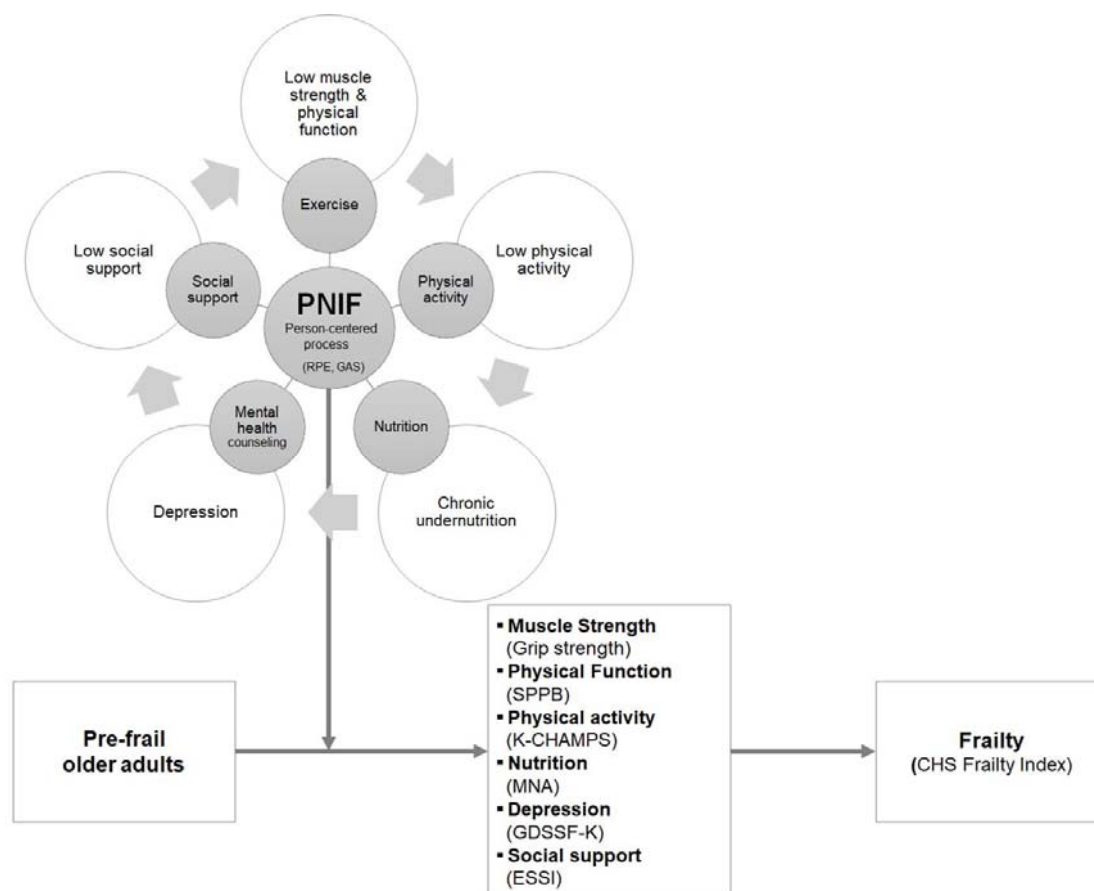 Low muscle
strength &
physical
function
Exercise
Low social
support
Social
support
PNIF
Person-centered
process
(RPE, GAS)
Physical
activity
Low physical
activity
Mental
health
counseling
Nutrition
Depression
Chronic
undernutrition
Pre-frail
older adults
▪ Muscle Strength
(Grip strength)
▪ Physical Function
(SPPB)
▪ Physical activity
(K-CHAMPS)
▪ Nutrition
(MNA)
▪ Depression
(GDSSF-K)
▪ Social support
(ESSI)
Frailty
(CHS Frailty Index)